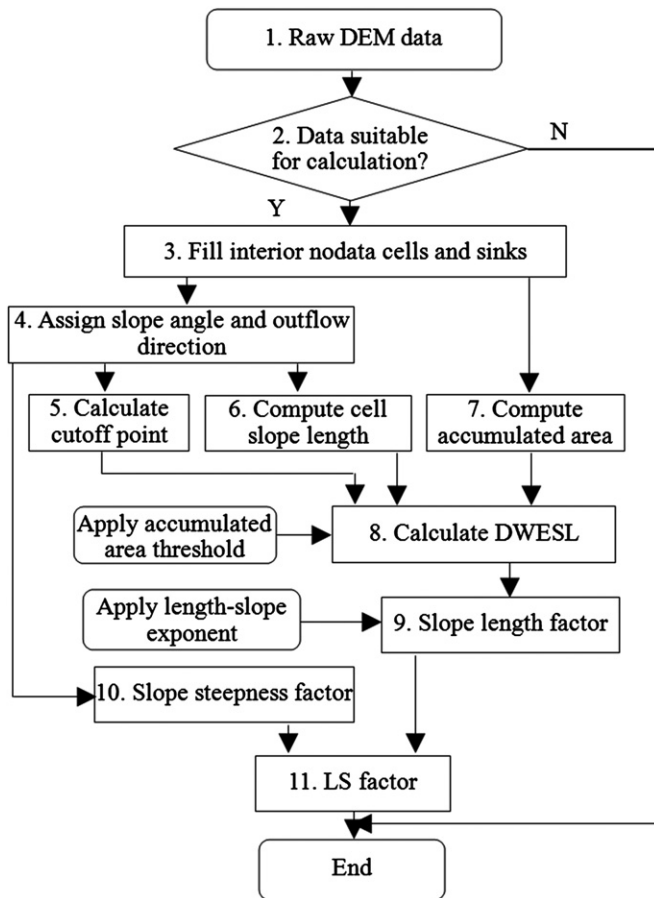 1. Raw DEM data
2. Data suitable
for calculation?
N
Y
3. Fill interior nodata cells and sinks
4. Assign slope angle and outflow
direction
5. Calculate
cutoff point
6. Compute cell
slope length
7. Compute
accumulated area
Apply accumulated
area threshold
8. Calculate DWESL
Apply length-slope
exponent
9. Slope length factor
10. Slope steepness factor
11. LS factor
End